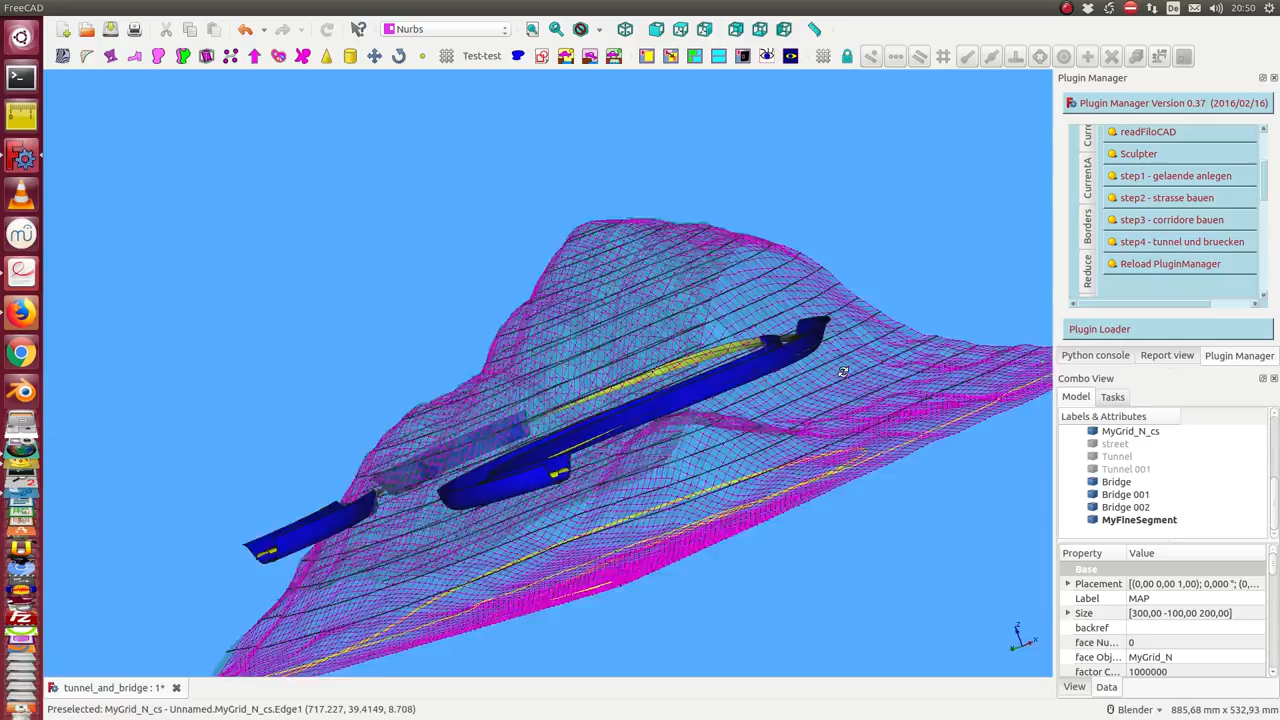 FreeCAD
20:50
Nurbs
Test-test
Plugin Manager
Plugin Manager Version 0.37 (2016/02/16)
readFiloCAD
Sculpter
step1 - gelaende anlegen
step2 - strasse bauen
step3 - corridore bauen
step4 - tunnel und bruecken
Reload PluginManager
Curre
CurrentA
Borders
Reduce
Plugin Loader
Python console
Report view
Plugin Manager
Combo View
Model
Tasks
Labels & Attributes
MyGrid_N_cs
street
Tunnel
Tunnel 001
Bridge
Bridge 001
Bridge 002
MyFineSegment
Property Value
Base
Placement [(0,00 0,00 1,00); 0,000 °; (0,...
Label MAP
Size [300,00 -100,00 200,00]
backref
face Nu... 0
face Obj... MyGrid_N
factor C... 1000000
View
Data
tunnel_and_bridge : 1*
Preselected: MyGrid_N_cs - Unnamed.MyGrid_N_cs.Edge1 (717.227, 39.4149, 8.708)
Blender
885,68 mm x 532,93 mm